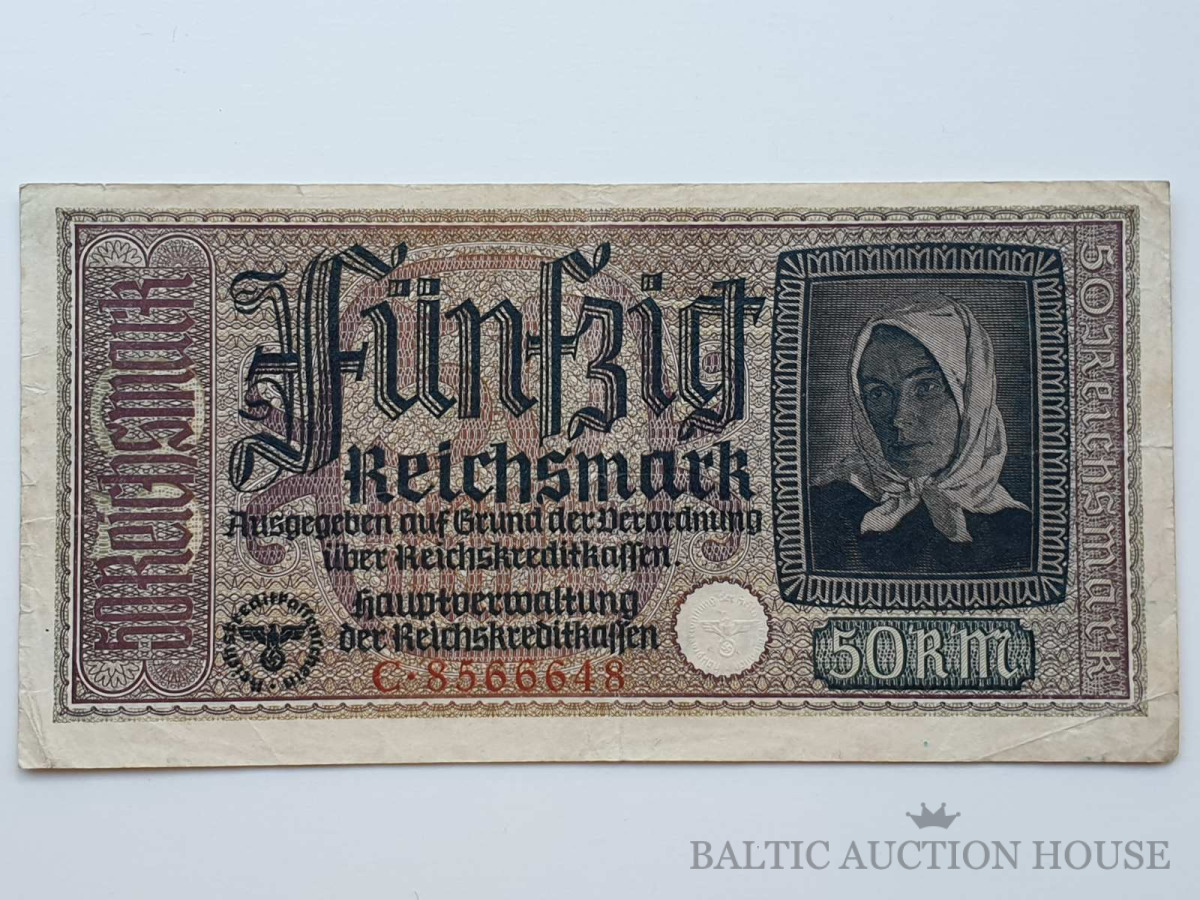 50 Reichsmark
Fünfzig
Reichsmark
Ausgegeben auf Grund der Verordnung
über Reichskreditkassen.
Hauptverwaltung
der Reichskreditkassen
C·8566648
50 RM
50 Reichsmark
BALTIC AUCTION HOUSE